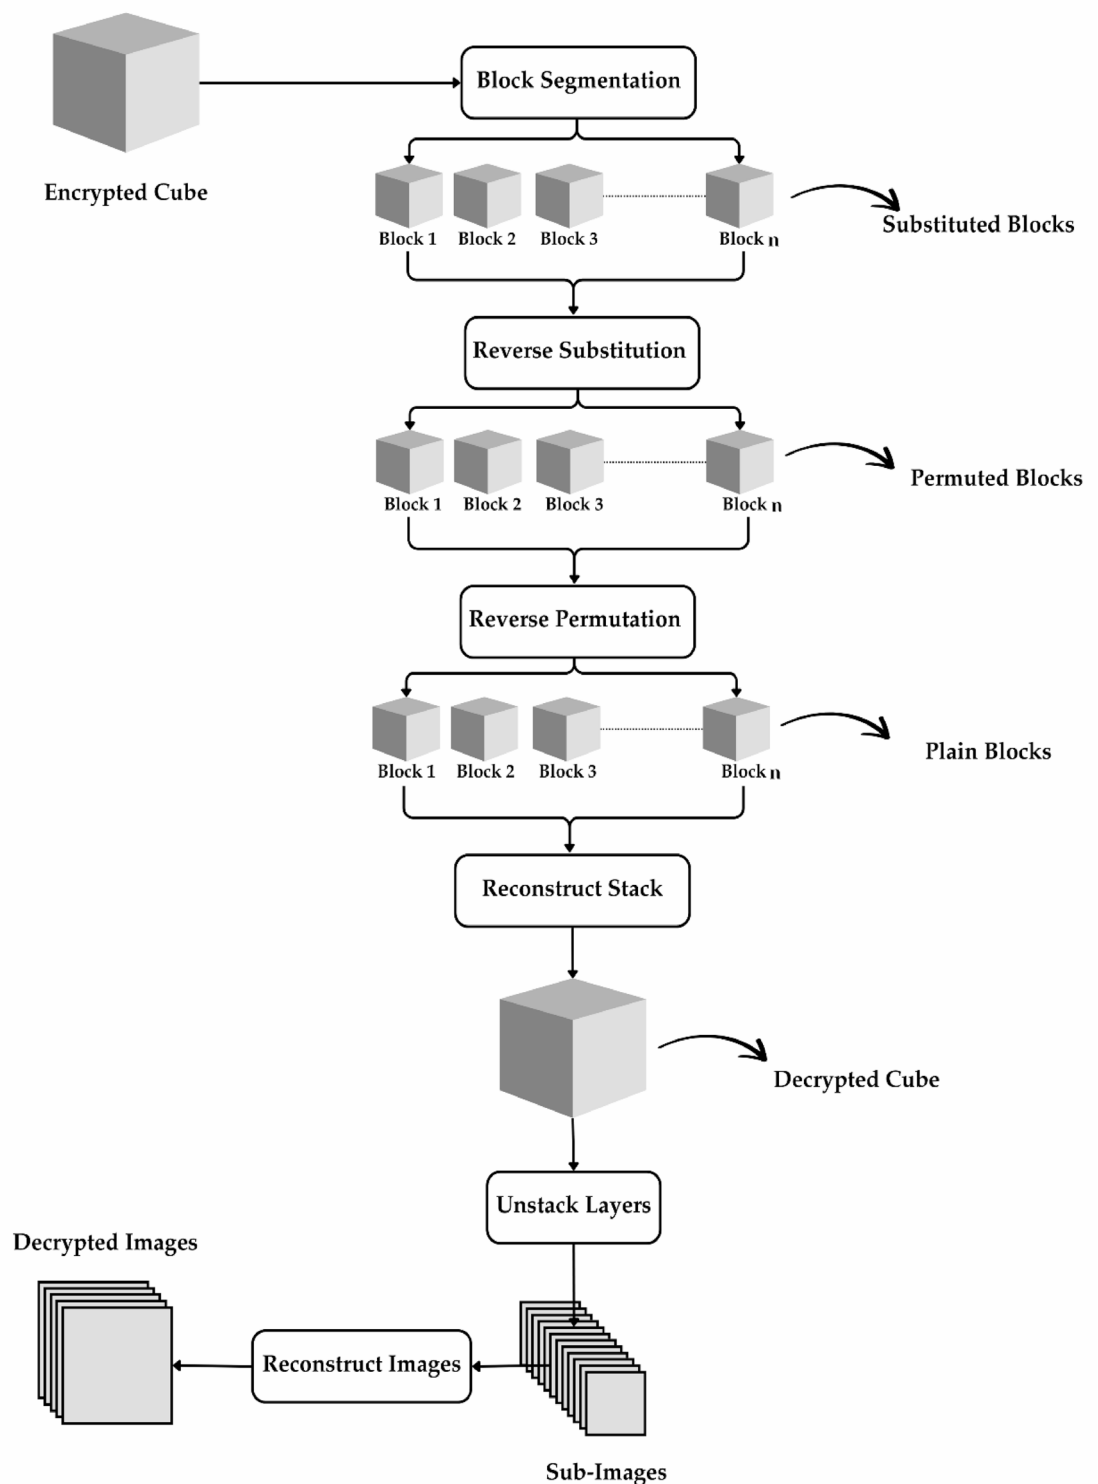 Block Segmentation
Encrypted Cube
Block 1 Block 2 Block 3 Block n
Substituted Blocks
Reverse Substitution
Block 1 Block 2 Block 3 Block n
Permuted Blocks
Reverse Permutation
Block 1 Block 2 Block 3 Block n
Plain Blocks
Reconstruct Stack
Decrypted Cube
Unstack Layers
Decrypted Images
Reconstruct Images
Sub-Images